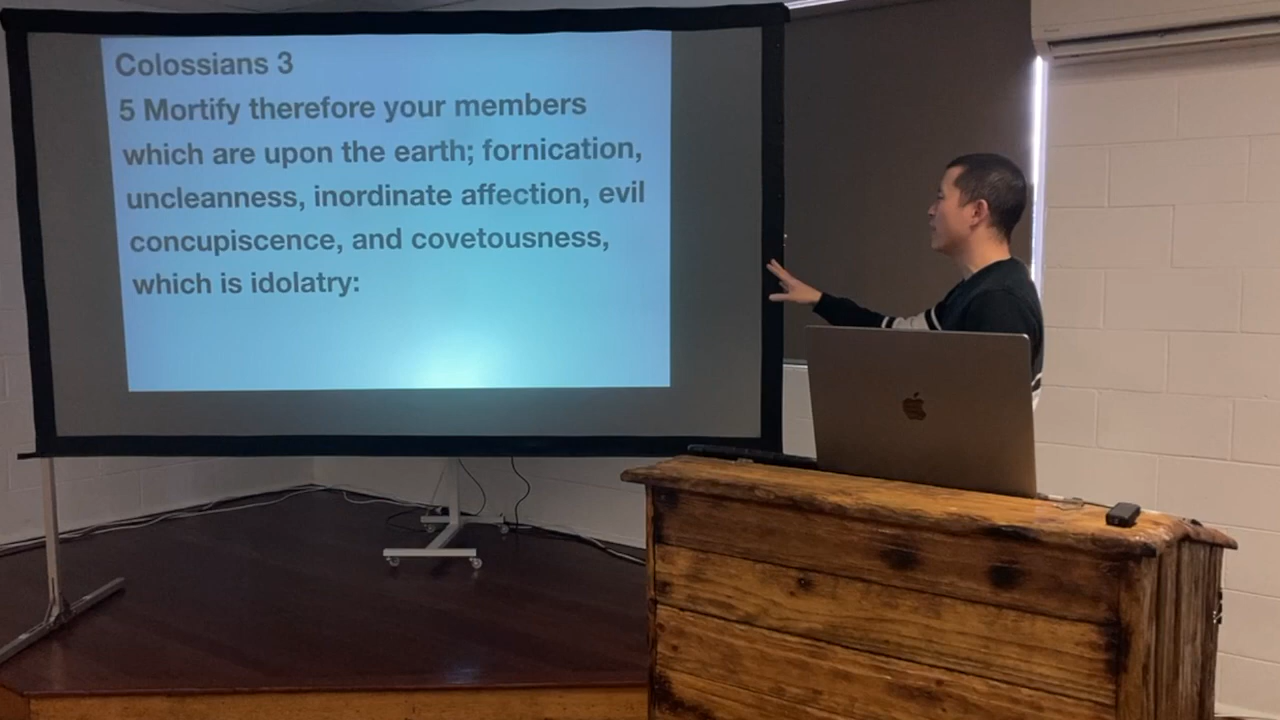 Colossians 3
5 Mortify therefore your members
which are upon the earth; fornication,
uncleanness, inordinate affection, evil
concupiscence, and covetousness,
which is idolatry: